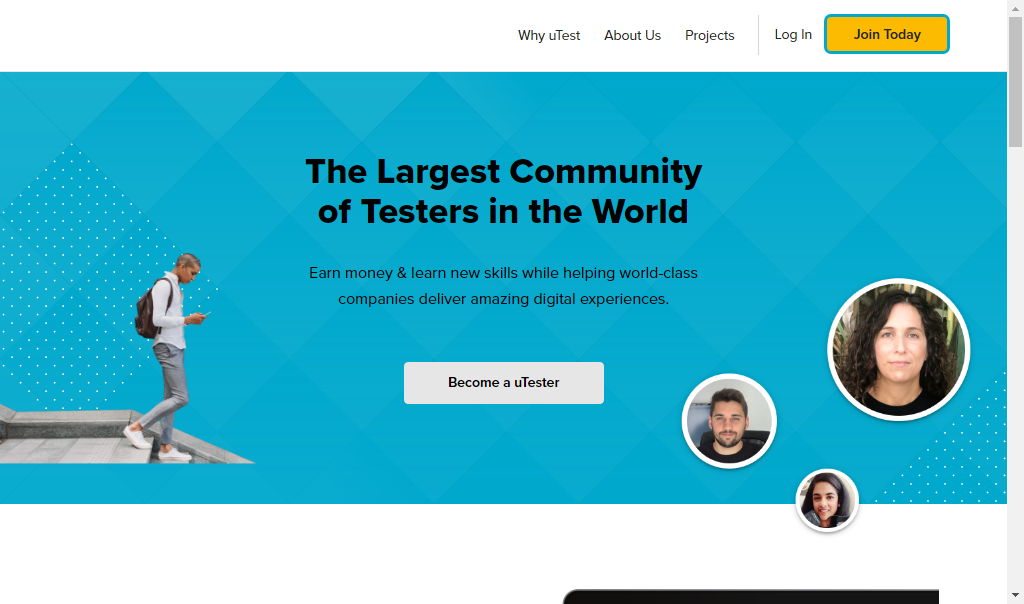 Why uTest
About Us
Projects
Log In
Join Today
The Largest Community
of Testers in the World
Earn money & learn new skills while helping world-class
companies deliver amazing digital experiences.
Become a uTester